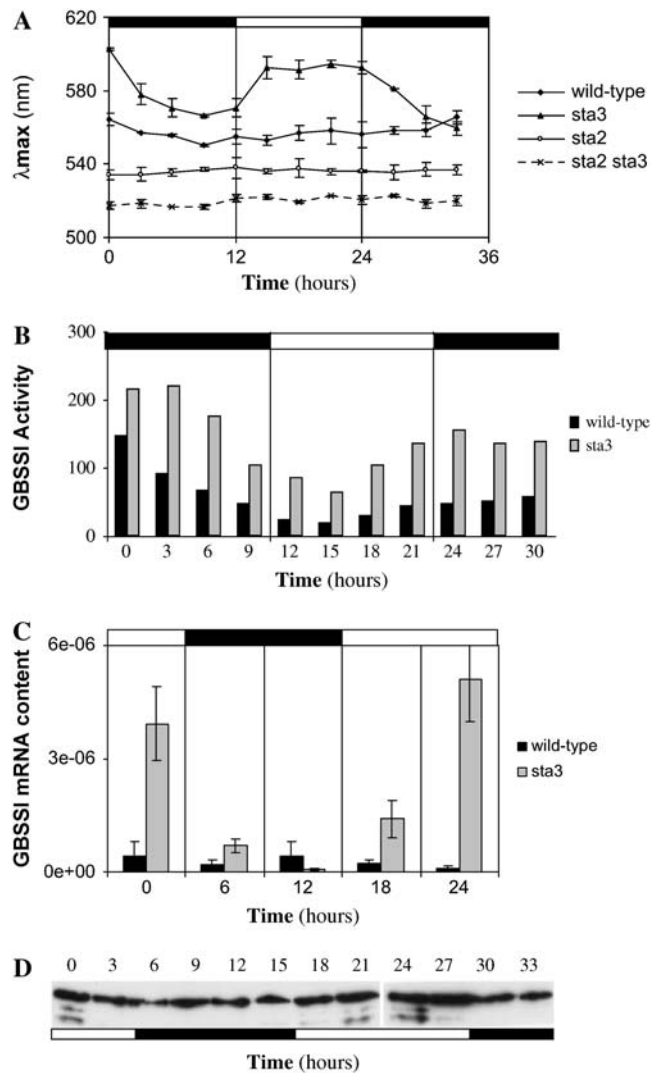 A
620
580
540
500
λmax (nm)
0 12 24 36
Time (hours)
wild-type
sta3
sta2
sta2 sta3
B
300
200
100
0
GBSSI Activity
0 3 6 9 12 15 18 21 24 27 30
Time (hours)
wild-type
sta3
C
6e-06
3e-06
0e+00
GBSSI mRNA content
0 6 12 18 24
Time (hours)
wild-type
sta3
D
0 3 6 9 12 15 18 21 24 27 30 33
Time (hours)